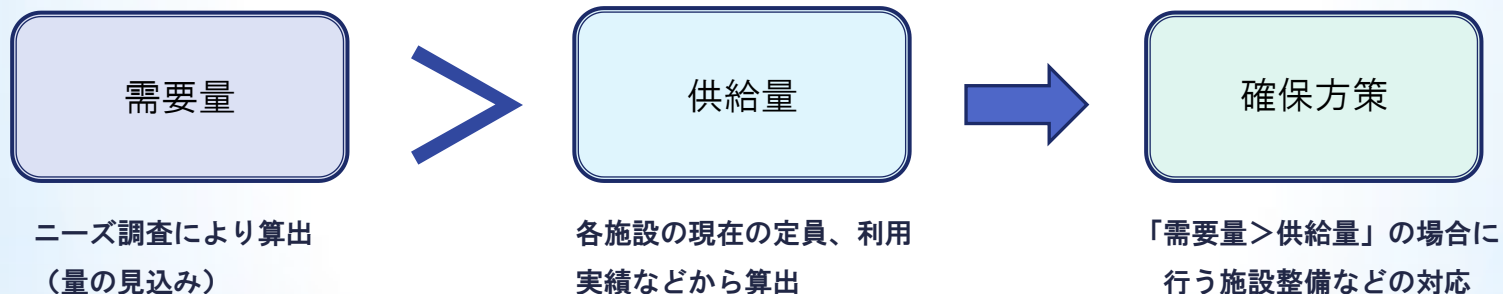 需要量
供給量
確保方策
ニーズ調査により算出
（量の見込み）
各施設の現在の定員、利用
実績などから算出
「需要量＞供給量」の場合に
行う施設整備などの対応